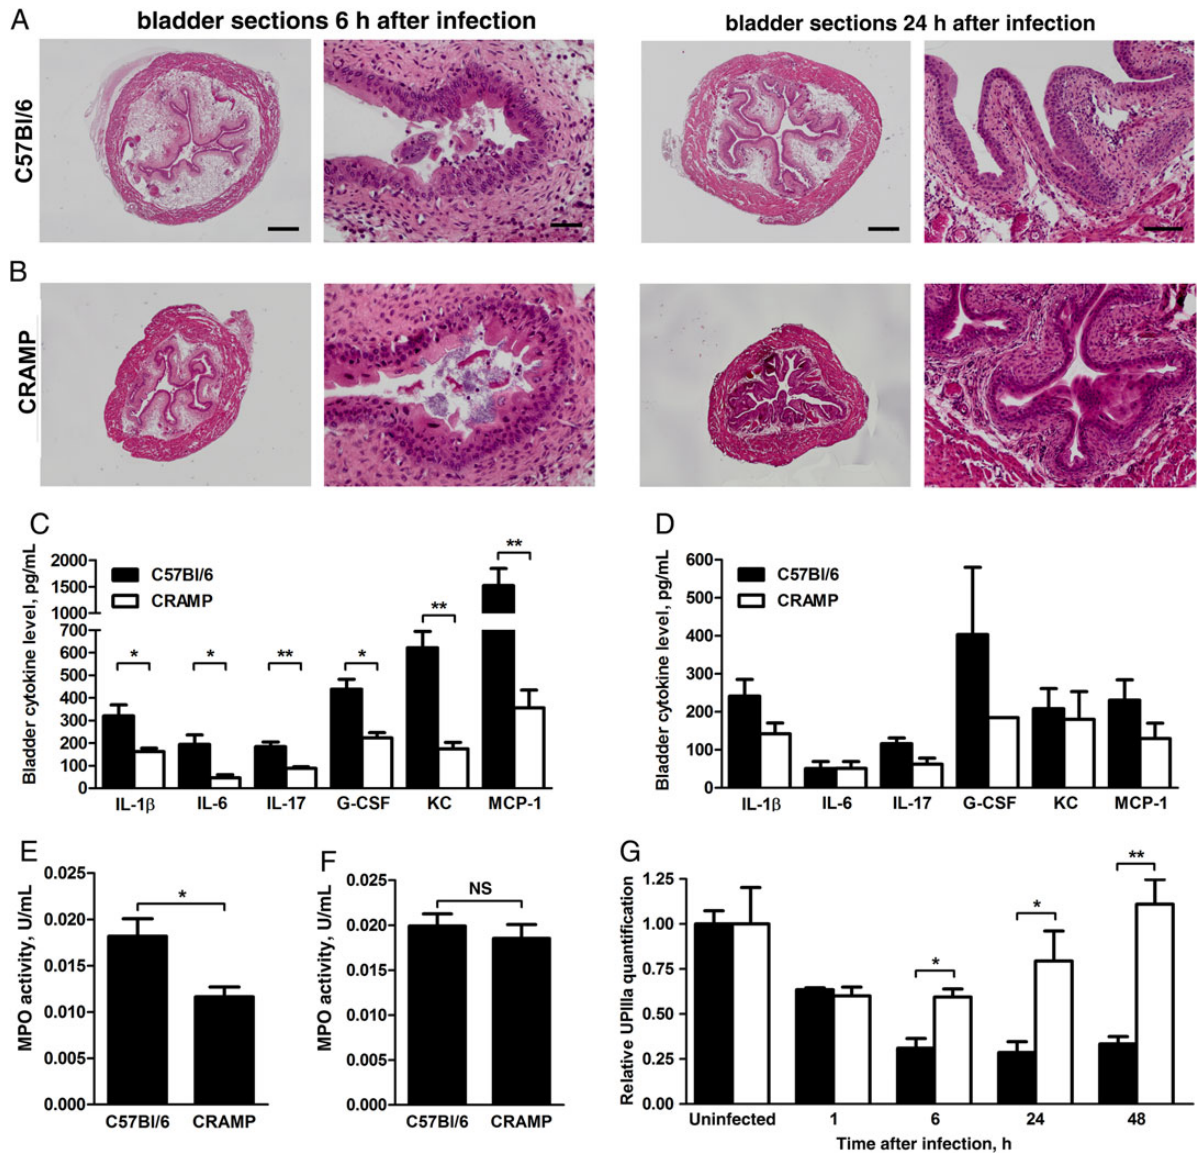 A
bladder sections 6 h after infection
bladder sections 24 h after infection
C57Bl/6
B
CRAMP
C
Bladder cytokine level, pg/mL
2000
1500
1000
700
600
500
400
300
200
100
0
C57Bl/6
CRAMP
*
*
**
*
**
**
IL-1β IL-6 IL-17 G-CSF KC MCP-1
D
Bladder cytokine level, pg/mL
600
500
400
300
200
100
0
C57Bl/6
CRAMP
IL-1β IL-6 IL-17 G-CSF KC MCP-1
E
MPO activity, U/mL
0.025
0.020
0.015
0.010
0.005
0.000
*
C57Bl/6 CRAMP
F
MPO activity, U/mL
0.025
0.020
0.015
0.010
0.005
0.000
NS
C57Bl/6 CRAMP
G
Relative UPIIIa quantification
1.25
1.00
0.75
0.50
0.25
0.00
*
*
**
Uninfected 1 6 24 48
Time after infection, h